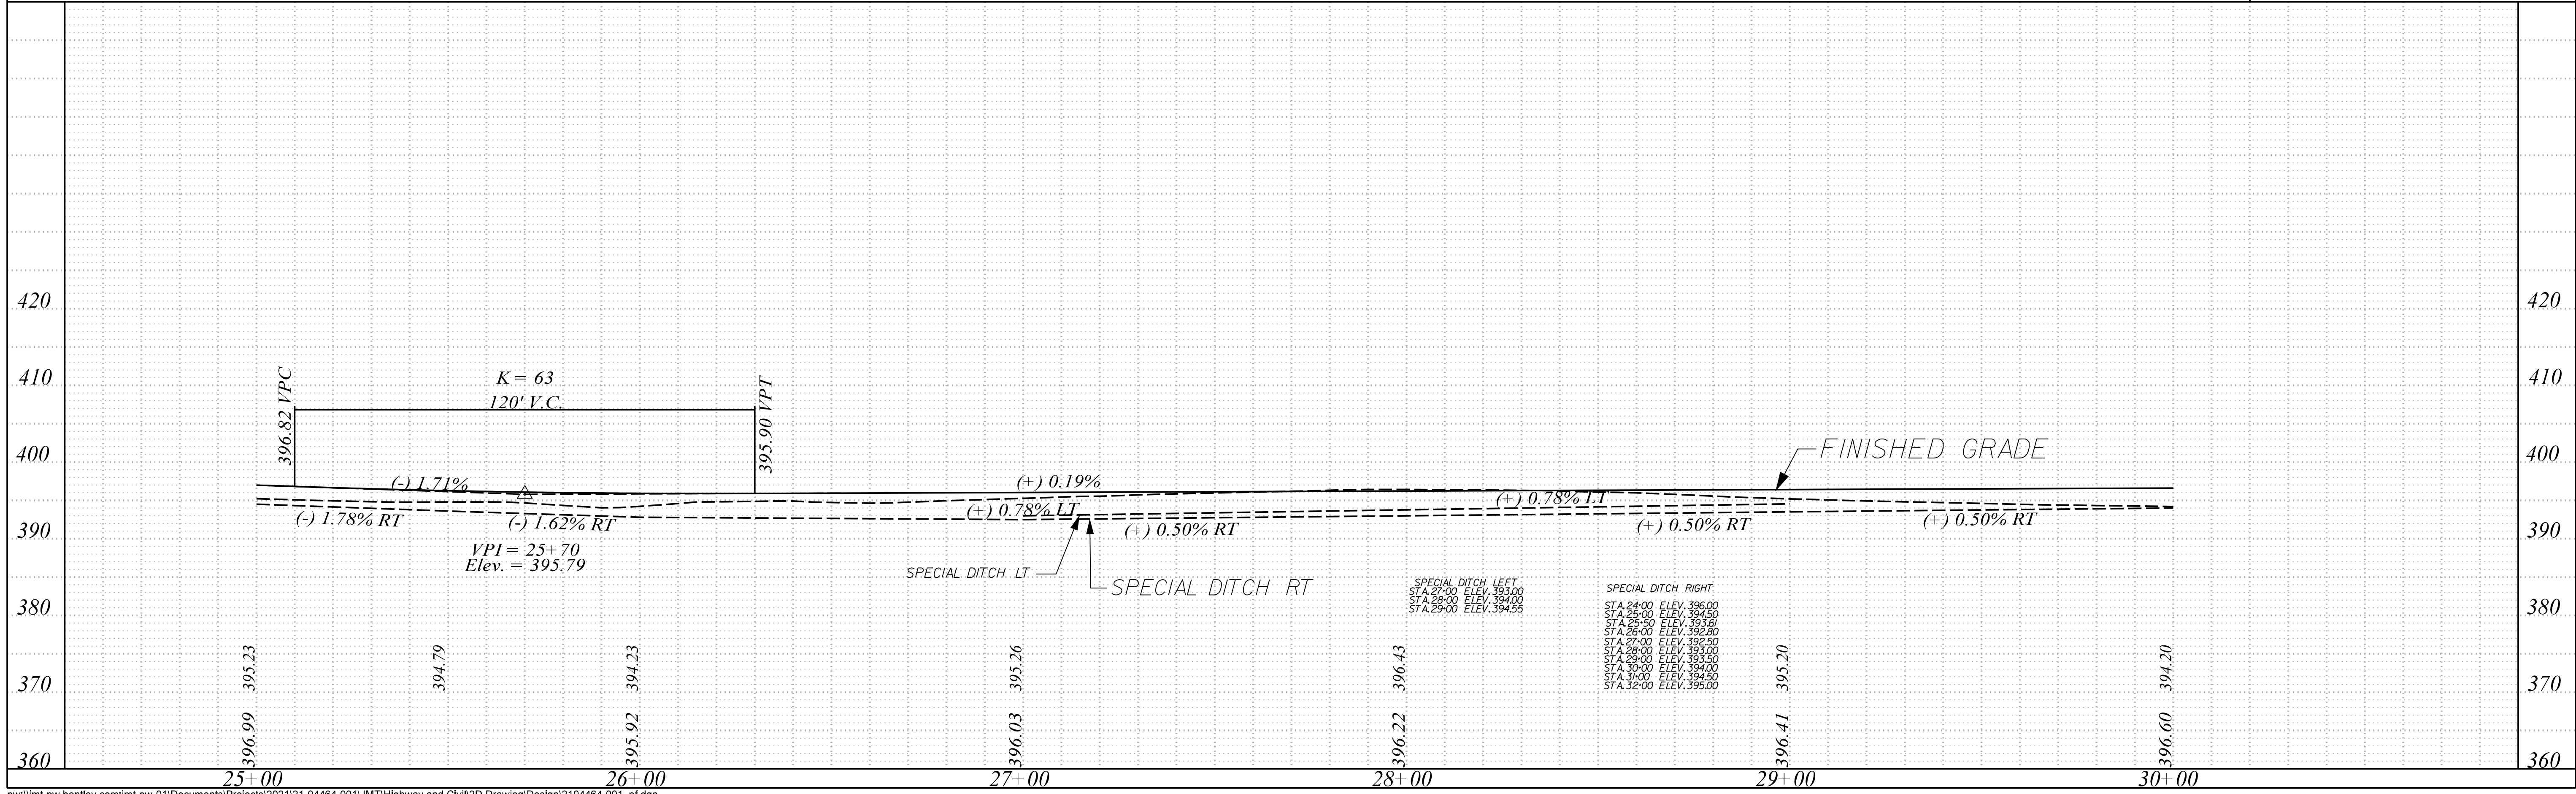 420 420
410 410
400 400
390 390
380 380
370 370
360 360
396.82 VPC
K = 63
120' V.C.
395.90 VPT
(-) 1.71%
(+) 0.19%
FINISHED GRADE
(-) 1.78% RT
(-) 1.62% RT
(+) 0.78% LT
(+) 0.50% RT
(+) 0.78% LT
(+) 0.50% RT
(+) 0.50% RT
VPI = 25+70
Elev. = 395.79
SPECIAL DITCH LT
SPECIAL DITCH RT
SPECIAL DITCH LEFT
STA.27+00 ELEV.393.00
STA.28+00 ELEV.394.00
STA.29+00 ELEV.394.55
SPECIAL DITCH RIGHT
STA.24+00 ELEV.396.00
STA.25+00 ELEV.394.50
STA.25+50 ELEV.393.61
STA.26+00 ELEV.392.80
STA.27+00 ELEV.392.50
STA.28+00 ELEV.393.00
STA.29+00 ELEV.393.50
STA.30+00 ELEV.394.00
STA.31+00 ELEV.394.50
STA.32+00 ELEV.395.00
395.23 394.79 394.23 395.26 396.43 395.20 394.20
396.99 395.92 396.03 396.22 396.41 396.60
25+00 26+00 27+00 28+00 29+00 30+00